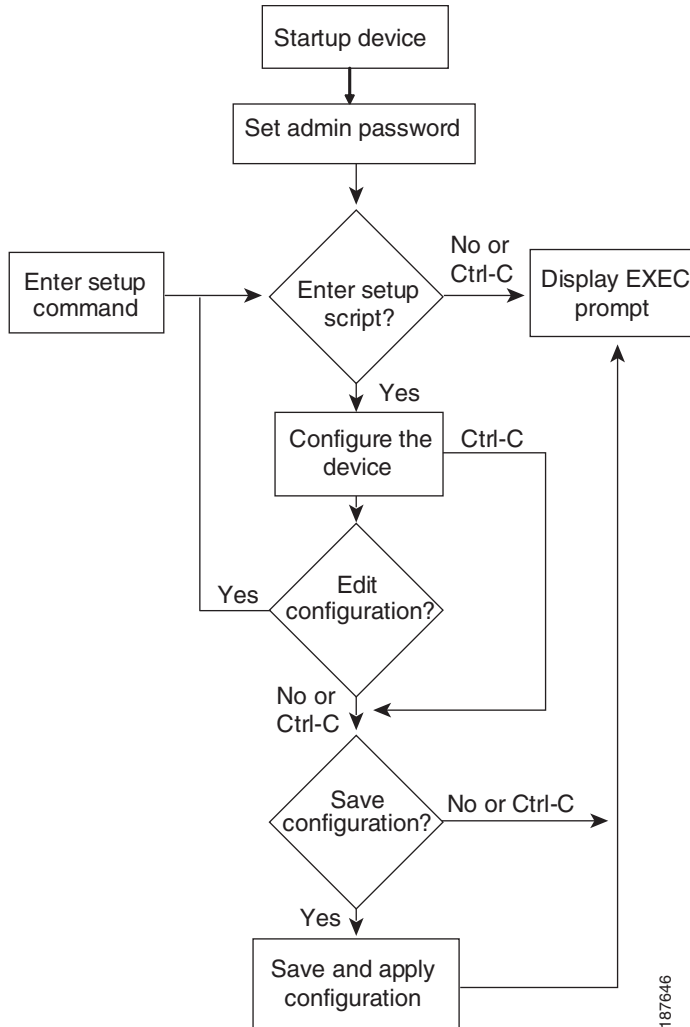 Startup device
Set admin password
No or
Ctrl-C
Enter setup
command
Enter setup
script?
Display EXEC
prompt
Yes
Configure the
device
Ctrl-C
Yes
Edit
configuration?
No or
Ctrl-C
Save
configuration?
No or Ctrl-C
Yes
Save and apply
configuration
187646